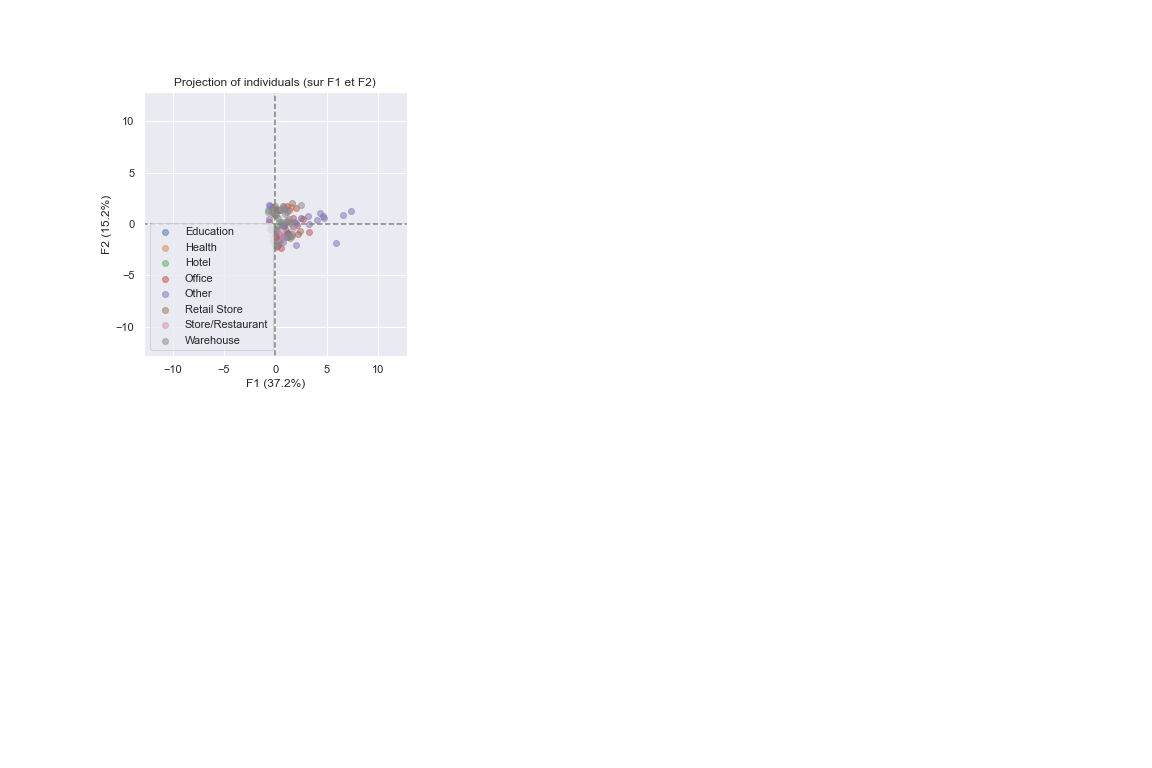 Projection of individuals (sur F1 et F2)
10
5
0
−5
−10
F2 (15.2%)
Education
Health
Hotel
Office
Other
Retail Store
Store/Restaurant
Warehouse
−10 −5 0 5 10
F1 (37.2%)